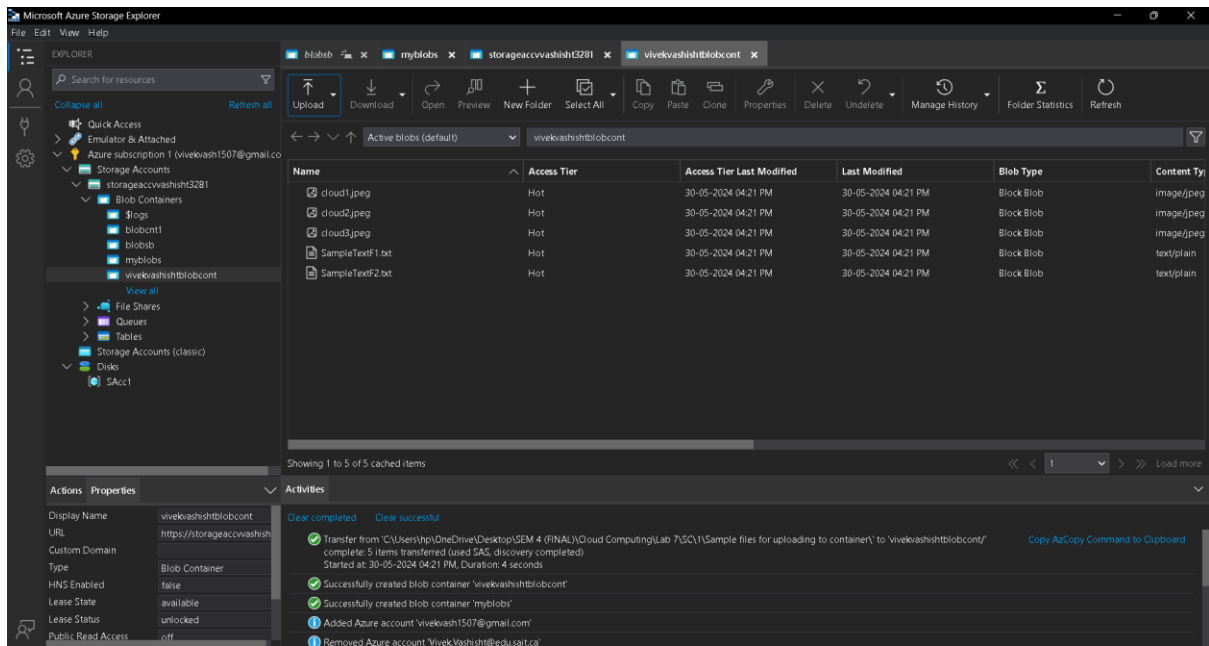 Microsoft Azure Storage Explorer
File Edit View Help
EXPLORER
Search for resources
Collapse all Refresh all
Quick Access
Emulator & Attached
Azure subscription 1 (vivekvash1507@gmail.co
Storage Accounts
storageaccvvashisht3281
Blob Containers
$logs
blobcnt1
blobsb
myblobs
vivekvashishtblobcont
View all
File Shares
Queues
Tables
Storage Accounts (classic)
Disks
SAcc1
blobsb myblobs storageaccvvashisht3281 vivekvashishtblobcont
Upload Download Open Preview New Folder Select All Copy Paste Clone Properties Delete Undelete Manage History Folder Statistics Refresh
Active blobs (default) vivekvashishtblobcont
Name Access Tier Access Tier Last Modified Last Modified Blob Type Content Ty
cloud1.jpeg Hot 30-05-2024 04:21 PM 30-05-2024 04:21 PM Block Blob image/jpeg
cloud2.jpeg Hot 30-05-2024 04:21 PM 30-05-2024 04:21 PM Block Blob image/jpeg
cloud3.jpeg Hot 30-05-2024 04:21 PM 30-05-2024 04:21 PM Block Blob image/jpeg
SampleTextF1.txt Hot 30-05-2024 04:21 PM 30-05-2024 04:21 PM Block Blob text/plain
SampleTextF2.txt Hot 30-05-2024 04:21 PM 30-05-2024 04:21 PM Block Blob text/plain
Showing 1 to 5 of 5 cached items 1 Load more
Actions Properties
Display Name vivekvashishtblobcont
URL https://storageaccvvashish
Custom Domain
Type Blob Container
HNS Enabled false
Lease State available
Lease Status unlocked
Public Read Access off
Activities
Clear completed Clear successful
Transfer from 'C:\Users\hp\OneDrive\Desktop\SEM 4 (FINAL)\Cloud Computing\Lab 7\SC\1\Sample files for uploading to container\' to 'vivekvashishtblobcont/' Copy AzCopy Command to Clipboard
complete: 5 items transferred (used SAS, discovery completed)
Started at: 30-05-2024 04:21 PM, Duration: 4 seconds
Successfully created blob container 'vivekvashishtblobcont'
Successfully created blob container 'myblobs'
Added Azure account 'vivekvash1507@gmail.com'
Removed Azure account 'Vivek.Vashisht@edu.sait.ca'